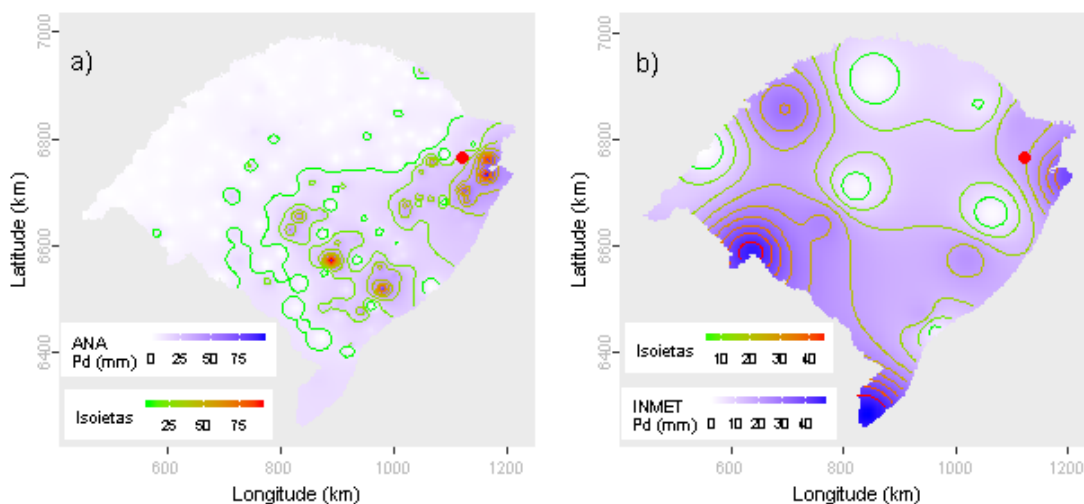 a)
7000
6800
6600
6400
Latitude (km)
ANA
Pd (mm)
0 25 50 75
Isoietas
25 50 75
600 800 1000 1200
Longitude (km)
b)
7000
6800
6600
6400
Latitude (km)
Isoietas
10 20 30 40
INMET
Pd (mm)
0 10 20 30 40
600 800 1000 1200
Longitude (km)